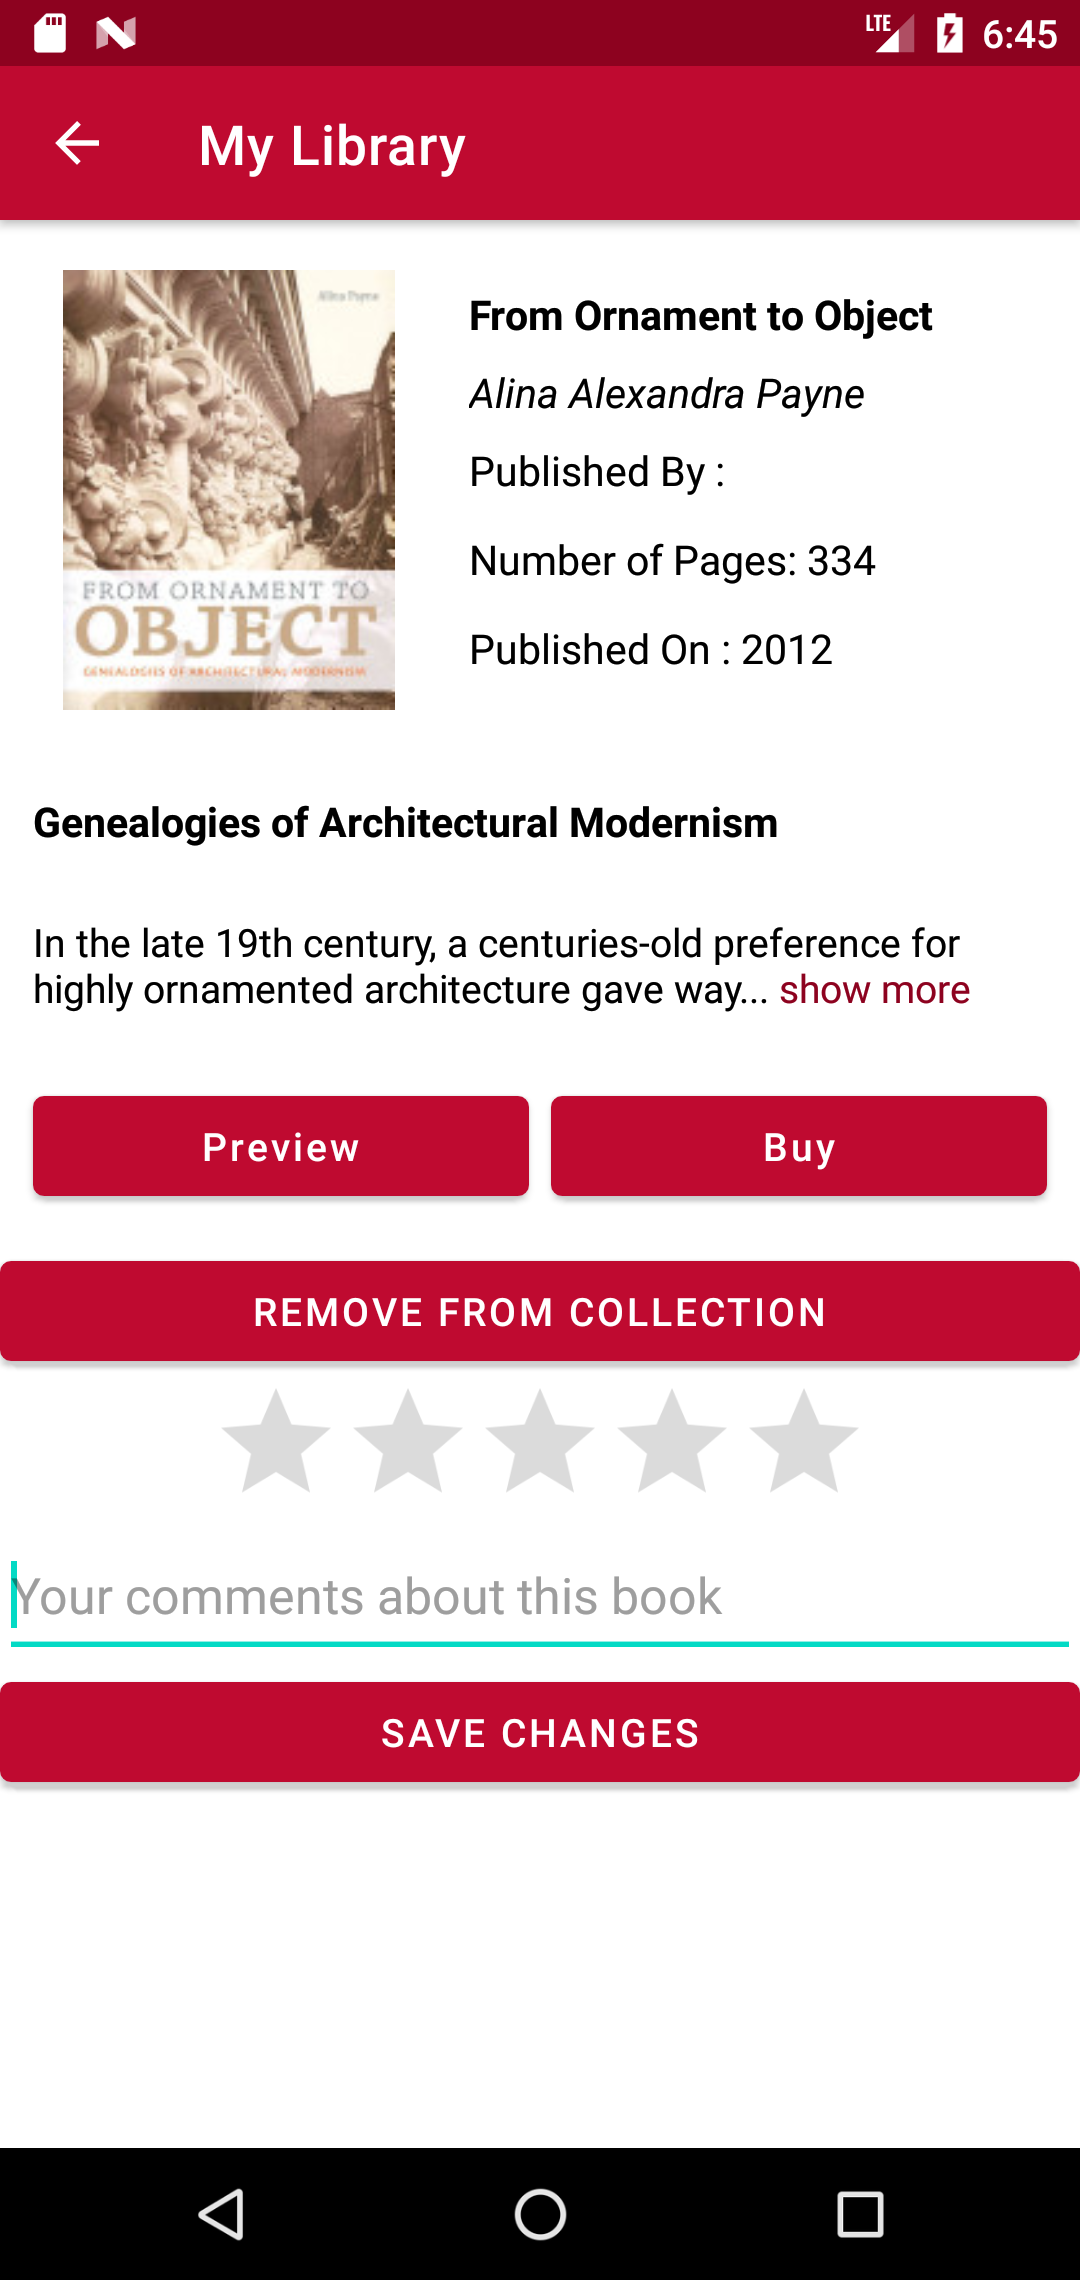 LTE 6:45
My Library
Alina Payne
FROM ORNAMENT TO
OBJECT
GENEALOGIES OF ARCHITECTURAL MODERNISM
From Ornament to Object
Alina Alexandra Payne
Published By :
Number of Pages: 334
Published On : 2012
Genealogies of Architectural Modernism
In the late 19th century, a centuries-old preference for
highly ornamented architecture gave way... show more
Preview Buy
REMOVE FROM COLLECTION
Your comments about this book
SAVE CHANGES